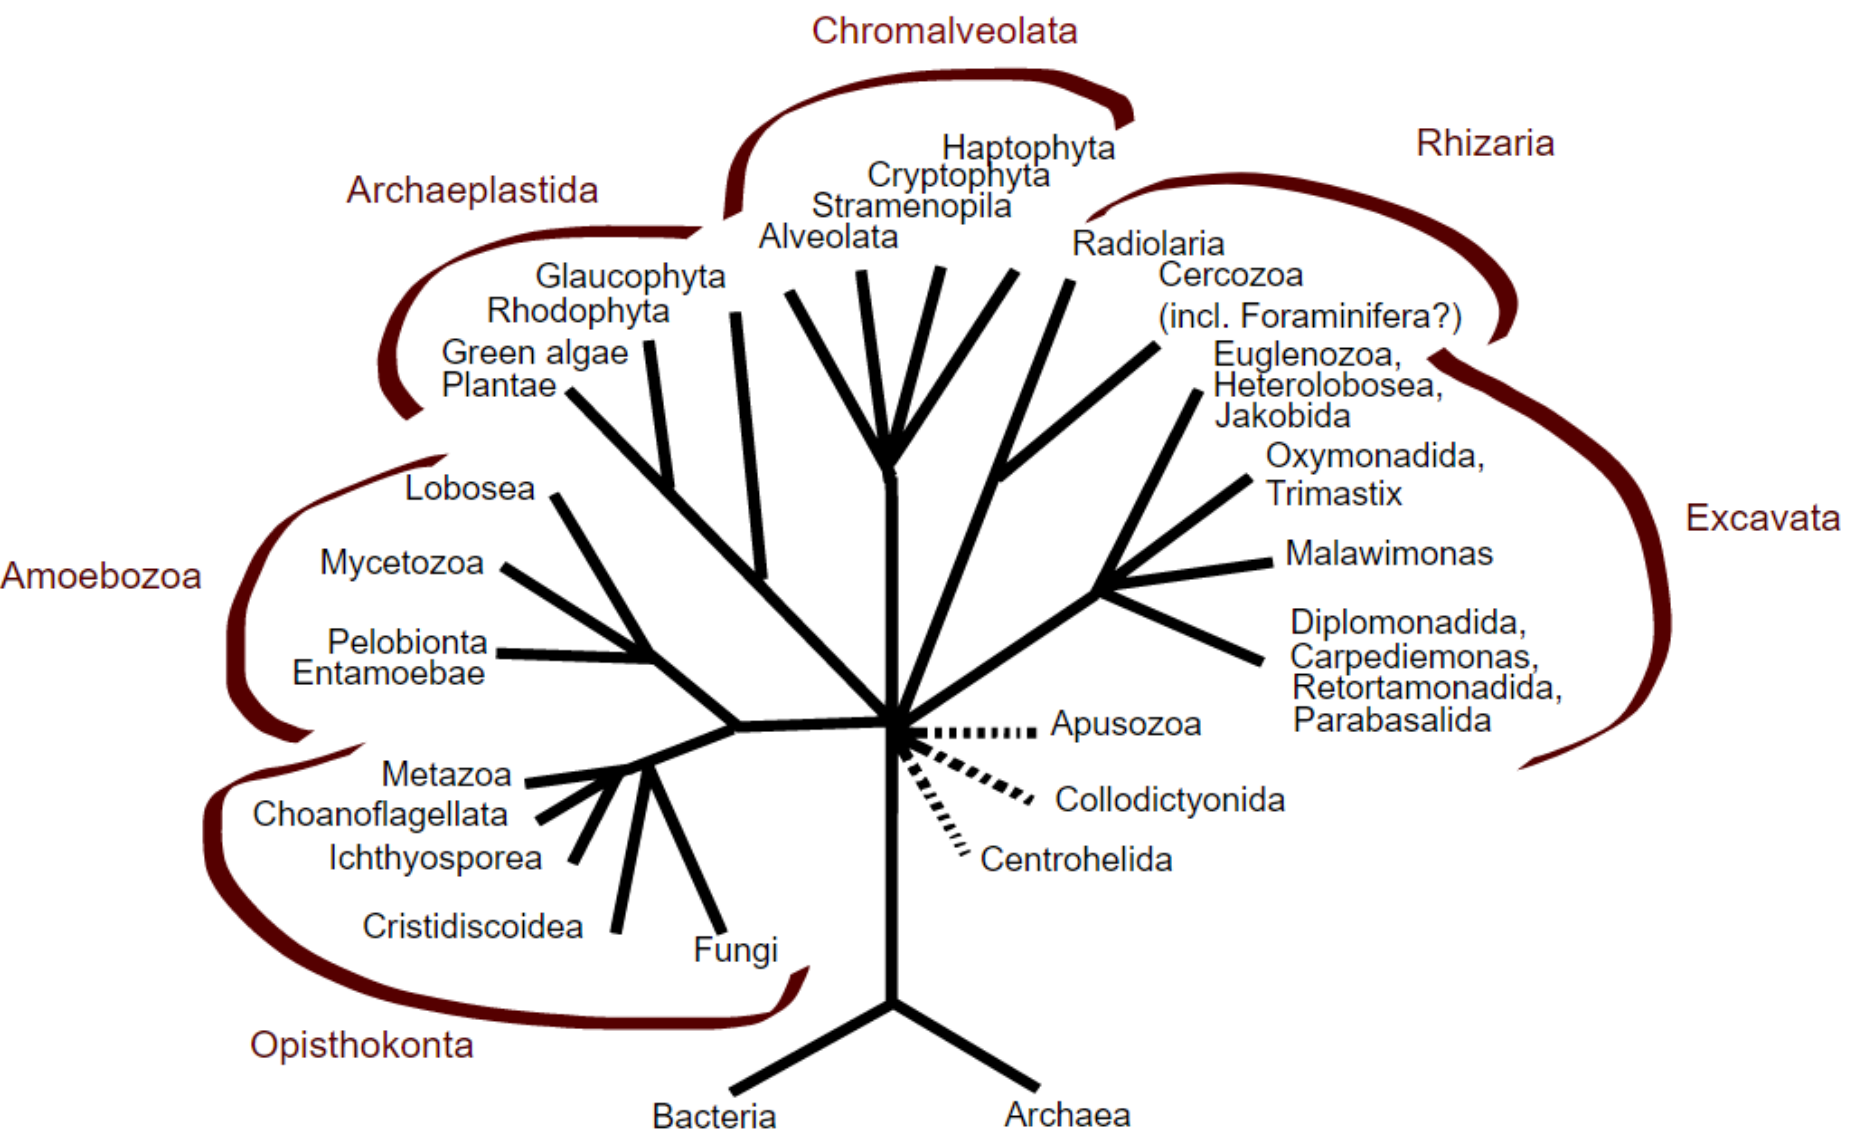 Chromalveolata
Haptophyta
Cryptophyta
Stramenopila
Alveolata
Rhizaria
Radiolaria
Cercozoa
(incl. Foraminifera?)
Archaeplastida
Glaucophyta
Rhodophyta
Green algae
Plantae
Euglenozoa,
Heterolobosea,
Jakobida
Oxymonadida,
Trimastix
Malawimonas
Diplomonadida,
Carpediemonas,
Retortamonadida,
Parabasalida
Excavata
Amoebozoa
Lobosea
Mycetozoa
Pelobionta
Entamoebae
Apusozoa
Collodictyonida
Centrohelida
Metazoa
Choanoflagellata
Ichthyosporea
Cristidiscoidea
Fungi
Opisthokonta
Bacteria
Archaea